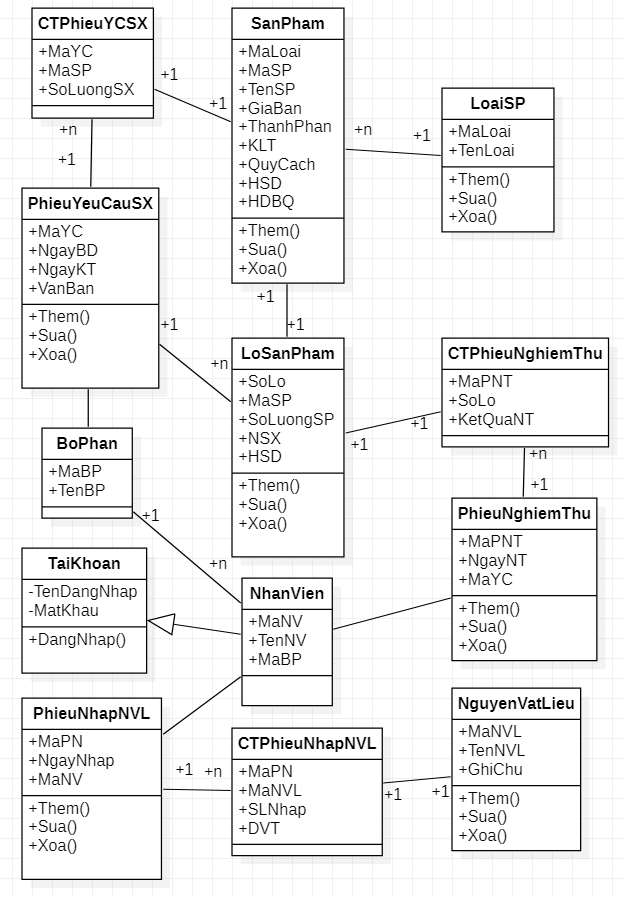 CTPhieuYCSX
+MaYC
+MaSP
+SoLuongSX
SanPham
+MaLoai
+MaSP
+TenSP
+GiaBan
+ThanhPhan
+KLT
+QuyCach
+HSD
+HDBQ
+Them()
+Sua()
+Xoa()
LoaiSP
+MaLoai
+TenLoai
+Them()
+Sua()
+Xoa()
+1
+1
+n
+1
+n
+1
PhieuYeuCauSX
+MaYC
+NgayBD
+NgayKT
+VanBan
+Them()
+Sua()
+Xoa()
+1
+1
+1
+n
LoSanPham
+SoLo
+MaSP
+SoLuongSP
+NSX
+HSD
+Them()
+Sua()
+Xoa()
CTPhieuNghiemThu
+MaPNT
+SoLo
+KetQuaNT
+1
+1
+n
+1
BoPhan
+MaBP
+TenBP
+1
+n
PhieuNghiemThu
+MaPNT
+NgayNT
+MaYC
+Them()
+Sua()
+Xoa()
TaiKhoan
-TenDangNhap
-MatKhau
+DangNhap()
NhanVien
+MaNV
+TenNV
+MaBP
PhieuNhapNVL
+MaPN
+NgayNhap
+MaNV
+Them()
+Sua()
+Xoa()
+1
+n
CTPhieuNhapNVL
+MaPN
+MaNVL
+SLNhap
+DVT
+1
+1
NguyenVatLieu
+MaNVL
+TenNVL
+GhiChu
+Them()
+Sua()
+Xoa()